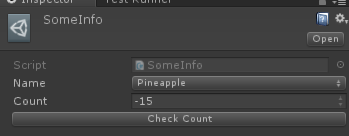 Inspector Test Runner
SomeInfo
Open
Script SomeInfo
Name Pineapple
Count -15
Check Count